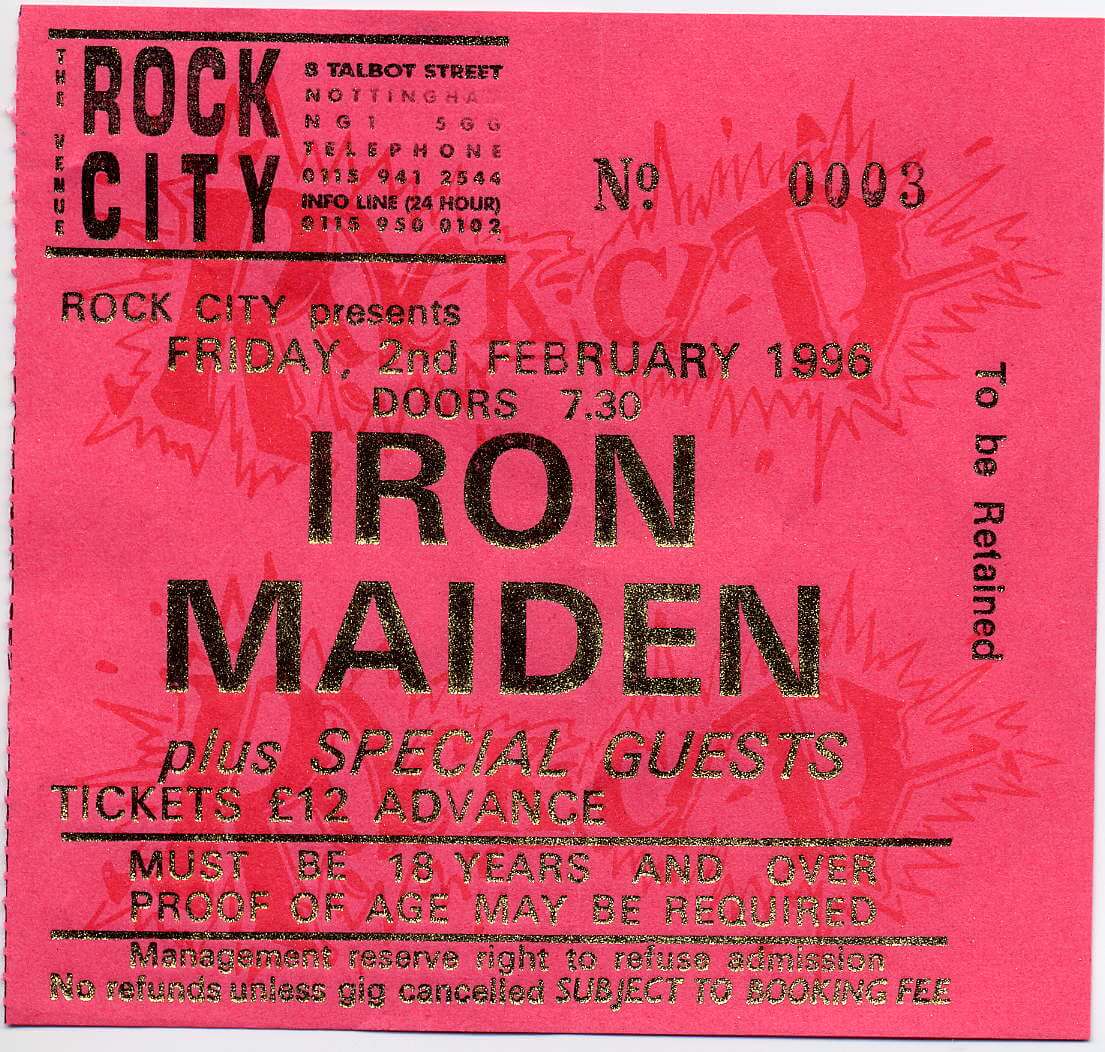 THE VENUE
ROCK
CITY
8 TALBOT STREET
NOTTINGHA
NG1 5GG
TELEPHONE
0115 941 2544
INFO LINE (24 HOUR)
0115 950 0102
Nº 0003
ROCK CITY presents
FRIDAY, 2nd FEBRUARY 1996
DOORS 7.30
IRON
MAIDEN
plus SPECIAL GUESTS
TICKETS £12 ADVANCE
MUST BE 18 YEARS AND OVER
PROOF OF AGE MAY BE REQUIRED
Management reserve right to refuse admission
No refunds unless gig cancelled SUBJECT TO BOOKING FEE
To be Retained